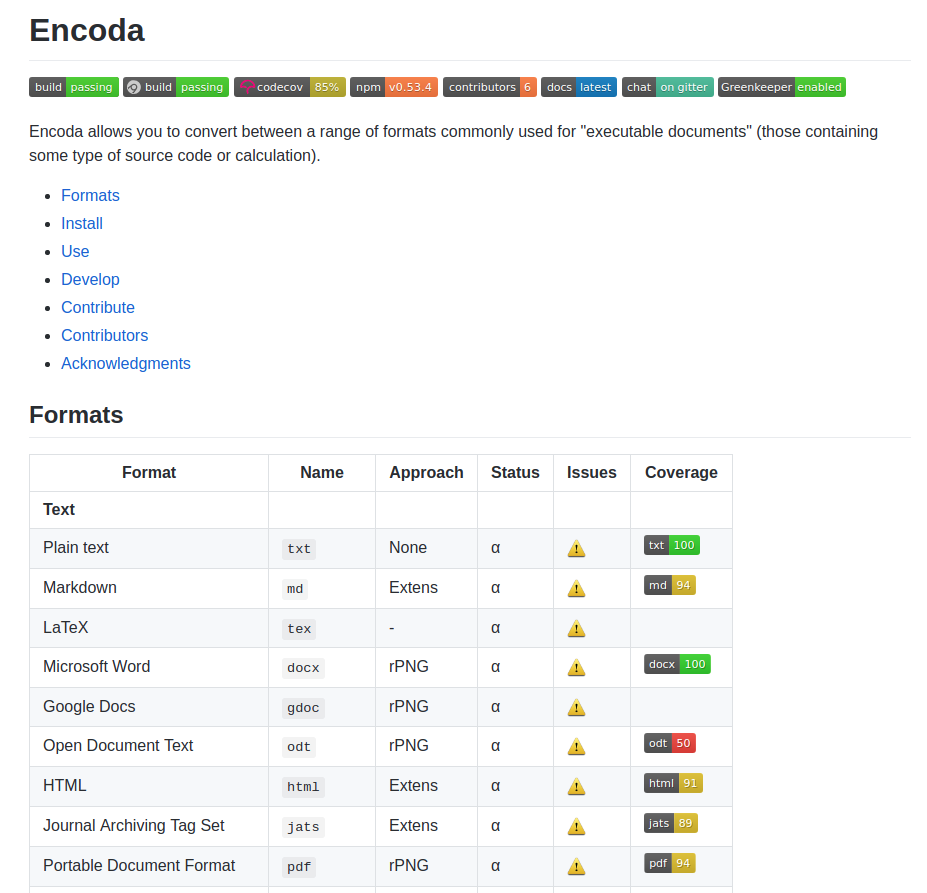 Encoda
build passing build passing codecov 85% npm v0.53.4 contributors 6 docs latest chat on gitter Greenkeeper enabled
Encoda allows you to convert between a range of formats commonly used for "executable documents" (those containing
some type of source code or calculation).
Formats
Install
Use
Develop
Contribute
Contributors
Acknowledgments
Formats
Format Name Approach Status Issues Coverage
Text
Plain text txt None α ⚠ txt 100
Markdown md Extens α ⚠ md 94
LaTeX tex - α ⚠
Microsoft Word docx rPNG α ⚠ docx 100
Google Docs gdoc rPNG α ⚠
Open Document Text odt rPNG α ⚠ odt 50
HTML html Extens α ⚠ html 91
Journal Archiving Tag Set jats Extens α ⚠ jats 89
Portable Document Format pdf rPNG α ⚠ pdf 94